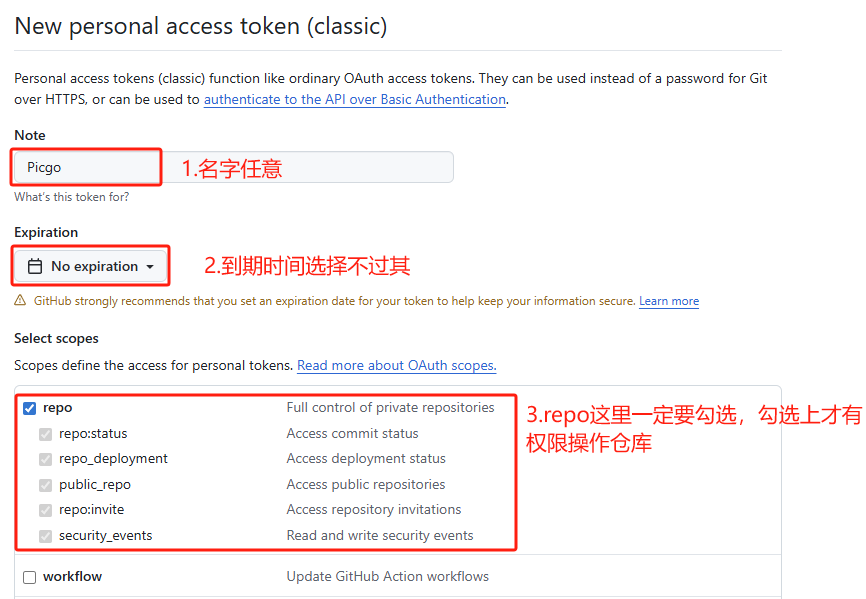 New personal access token (classic)
Personal access tokens (classic) function like ordinary OAuth access tokens. They can be used instead of a password for Git
over HTTPS, or can be used to authenticate to the API over Basic Authentication.
Note
Picgo
1.名字任意
What's this token for?
Expiration
No expiration
2.到期时间选择不过其
GitHub strongly recommends that you set an expiration date for your token to help keep your information secure. Learn more
Select scopes
Scopes define the access for personal tokens. Read more about OAuth scopes.
repo Full control of private repositories
3.repo这里一定要勾选，勾选上才有
权限操作仓库
repo:status Access commit status
repo_deployment Access deployment status
public_repo Access public repositories
repo:invite Access repository invitations
security_events Read and write security events
workflow Update GitHub Action workflows